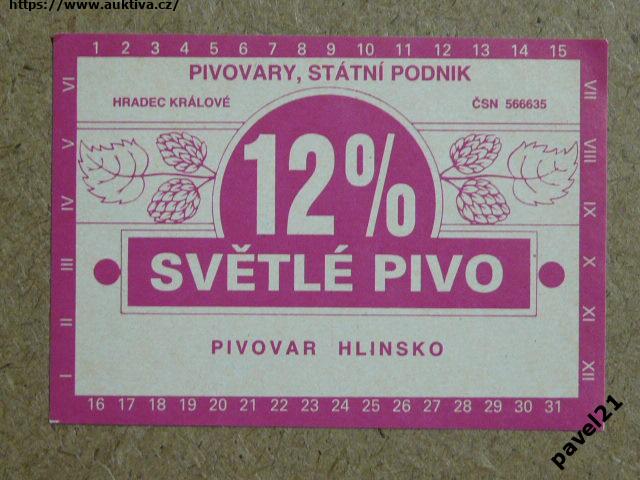 https://www.auktiva.cz/
1 2 3 4 5 6 7 8 9 10 11 12 13 14 15
PIVOVARY, STÁTNÍ PODNIK
HRADEC KRÁLOVÉ ČSN 566635
VI V IV III II I
12%
SVĚTLÉ PIVO
VII VIII IX X XI XII
PIVOVAR HLINSKO
16 17 18 19 20 21 22 23 24 25 26 27 28 29 30 31
pavel21